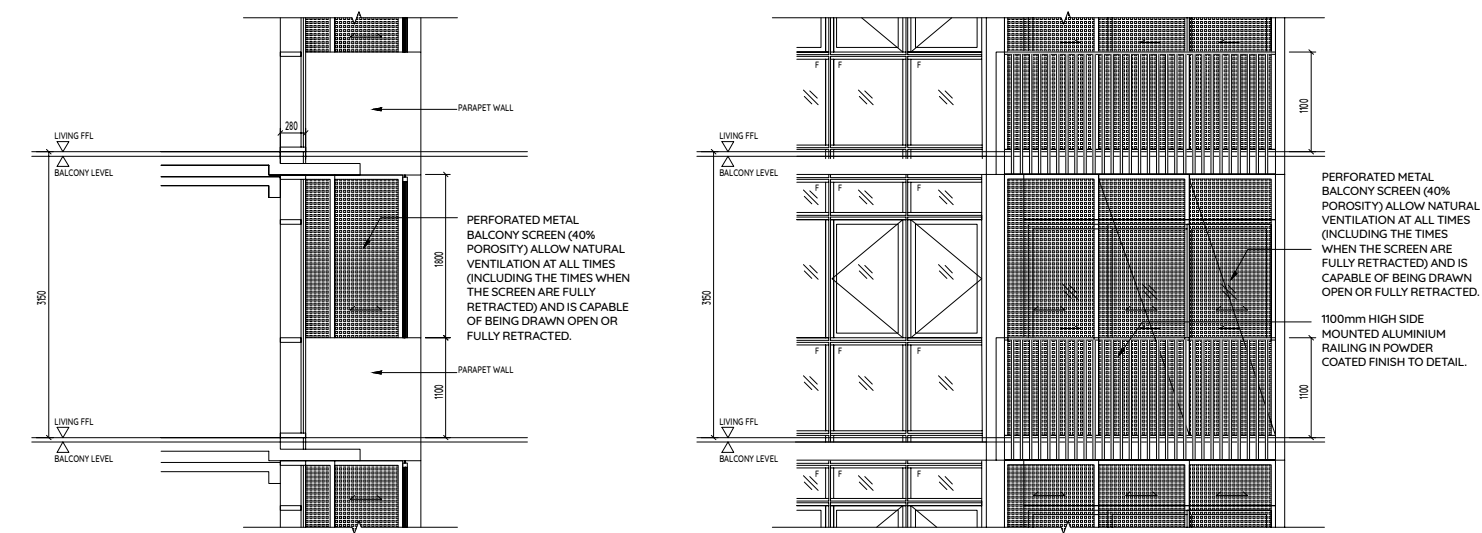 PARAPET WALL
280
LIVING FFL
BALCONY LEVEL
PERFORATED METAL
BALCONY SCREEN (40%
POROSITY) ALLOW NATURAL
VENTILATION AT ALL TIMES
(INCLUDING THE TIMES WHEN
THE SCREEN ARE FULLY
RETRACTED) AND IS CAPABLE
OF BEING DRAWN OPEN OR
FULLY RETRACTED.
1800
3150
PARAPET WALL
1100
LIVING FFL
BALCONY LEVEL
F F
1100
LIVING FFL
BALCONY LEVEL
F F
PERFORATED METAL
BALCONY SCREEN (40%
POROSITY) ALLOW NATURAL
VENTILATION AT ALL TIMES
(INCLUDING THE TIMES
WHEN THE SCREEN ARE
FULLY RETRACTED) AND IS
CAPABLE OF BEING DRAWN
OPEN OR FULLY RETRACTED.
3150
1100mm HIGH SIDE
MOUNTED ALUMINIUM
RAILING IN POWDER
COATED FINISH TO DETAIL.
F F
1100
LIVING FFL
BALCONY LEVEL
F F